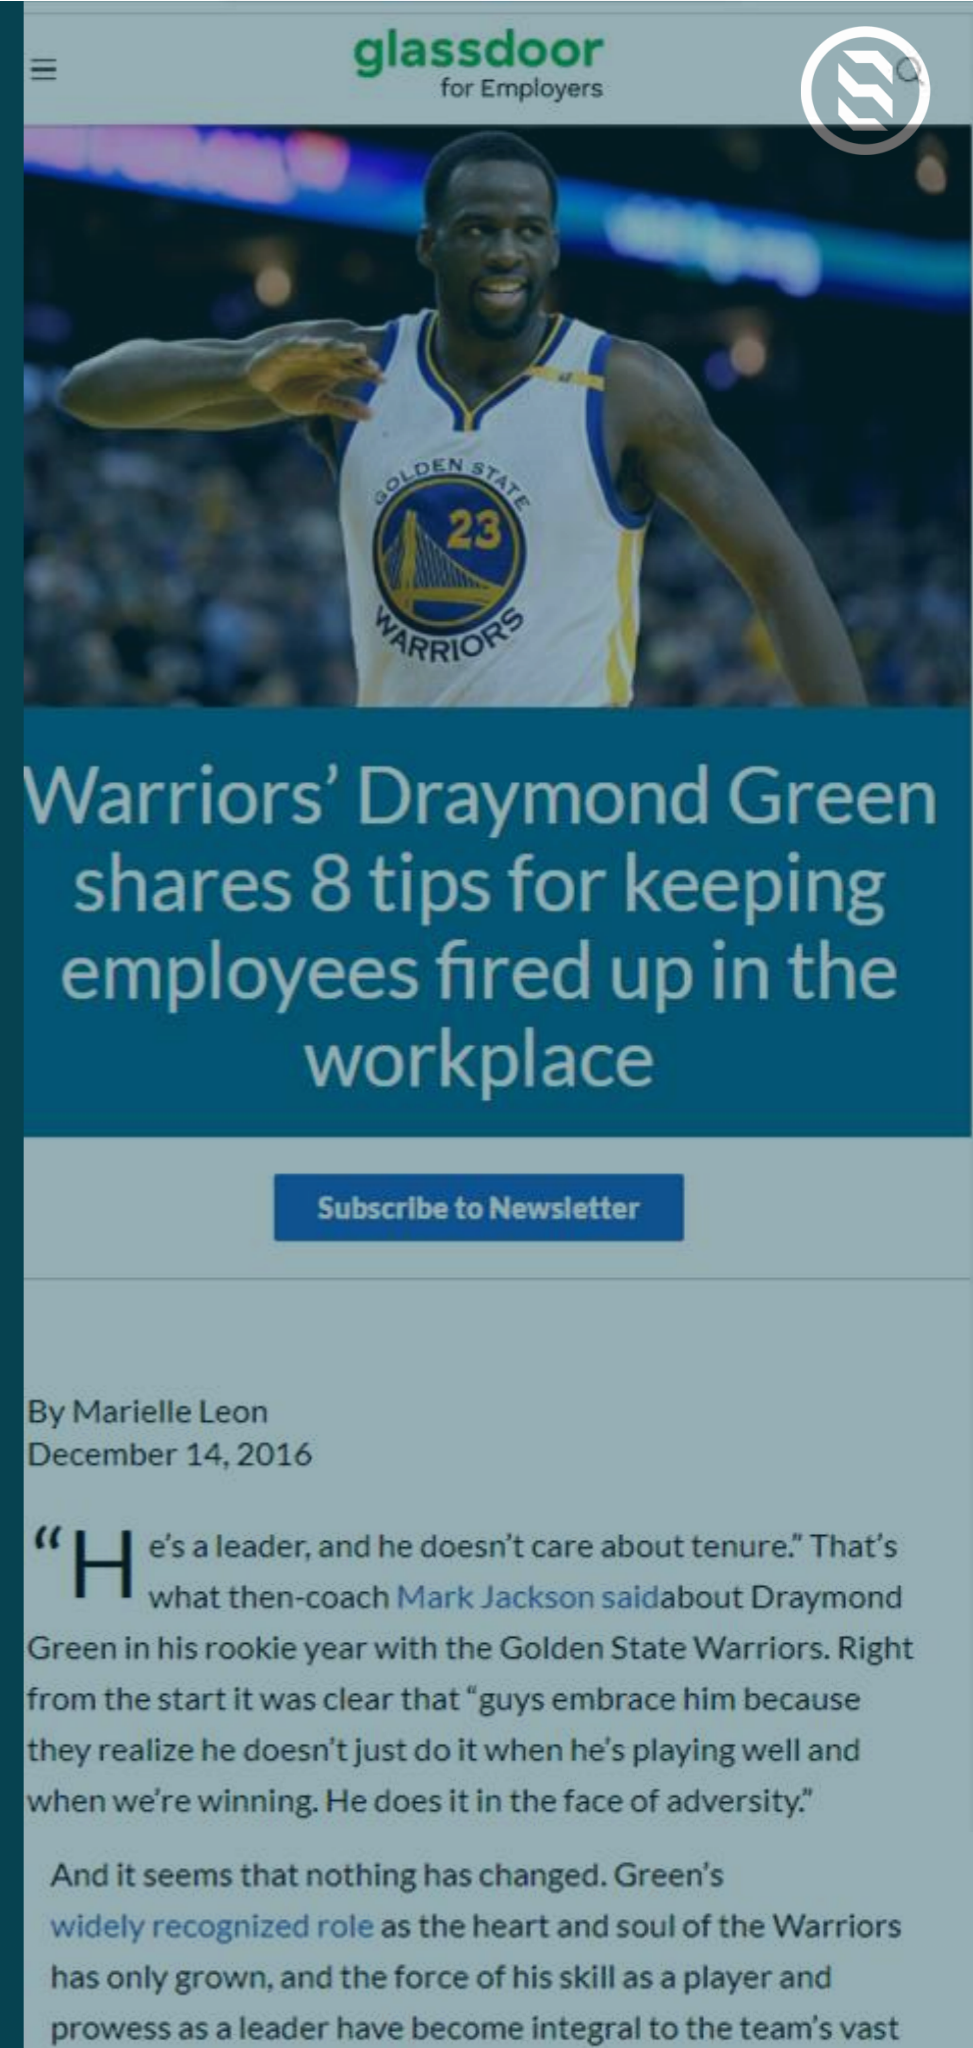 glassdoor
for Employers
GOLDEN STATE
23
WARRIORS
Warriors’ Draymond Green
shares 8 tips for keeping
employees fired up in the
workplace
Subscribe to Newsletter
By Marielle Leon
December 14, 2016
“He’s a leader, and he doesn’t care about tenure.” That’s
what then-coach Mark Jackson saidabout Draymond
Green in his rookie year with the Golden State Warriors. Right
from the start it was clear that “guys embrace him because
they realize he doesn’t just do it when he’s playing well and
when we’re winning. He does it in the face of adversity.”
And it seems that nothing has changed. Green’s
widely recognized role as the heart and soul of the Warriors
has only grown, and the force of his skill as a player and
prowess as a leader have become integral to the team’s vast